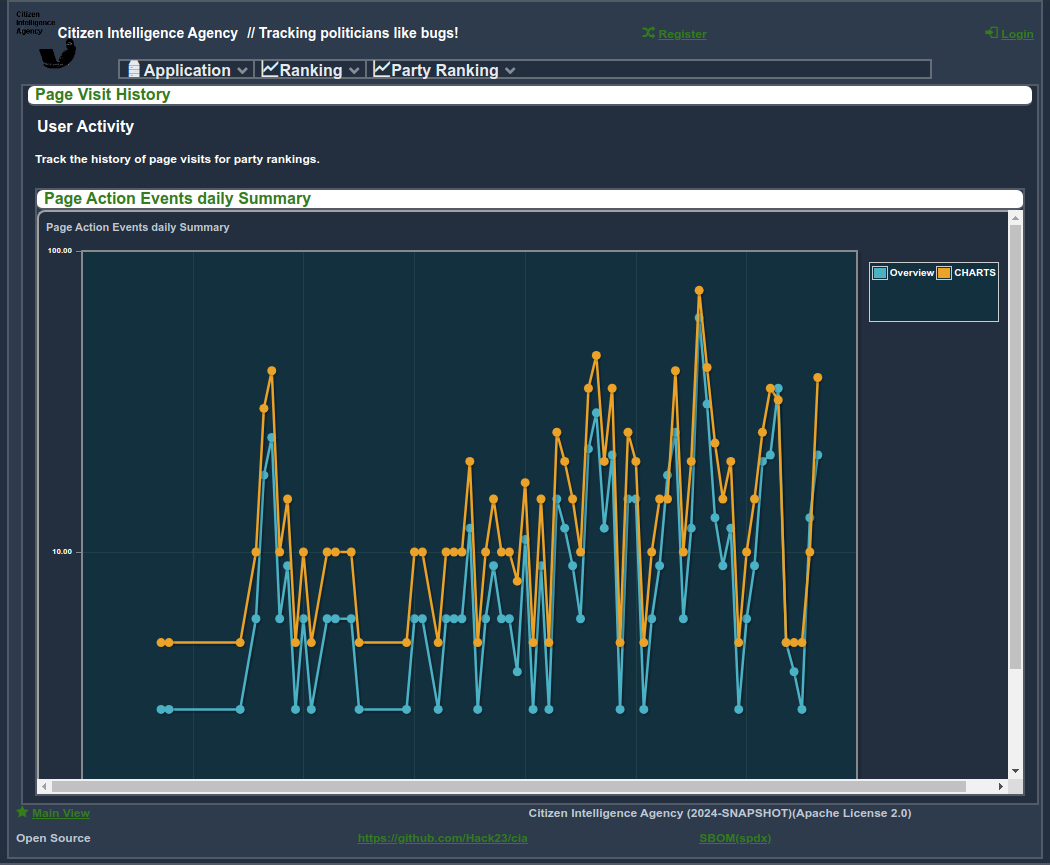 Citizen
Intelligence
Agency
Citizen Intelligence Agency // Tracking politicians like bugs!
Register
Login
Application
Ranking
Party Ranking
Page Visit History
User Activity
Track the history of page visits for party rankings.
Page Action Events daily Summary
Page Action Events daily Summary
100.00
Overview
CHARTS
10.00
Main View
Citizen Intelligence Agency (2024-SNAPSHOT)(Apache License 2.0)
Open Source
https://github.com/Hack23/cia
SBOM(spdx)